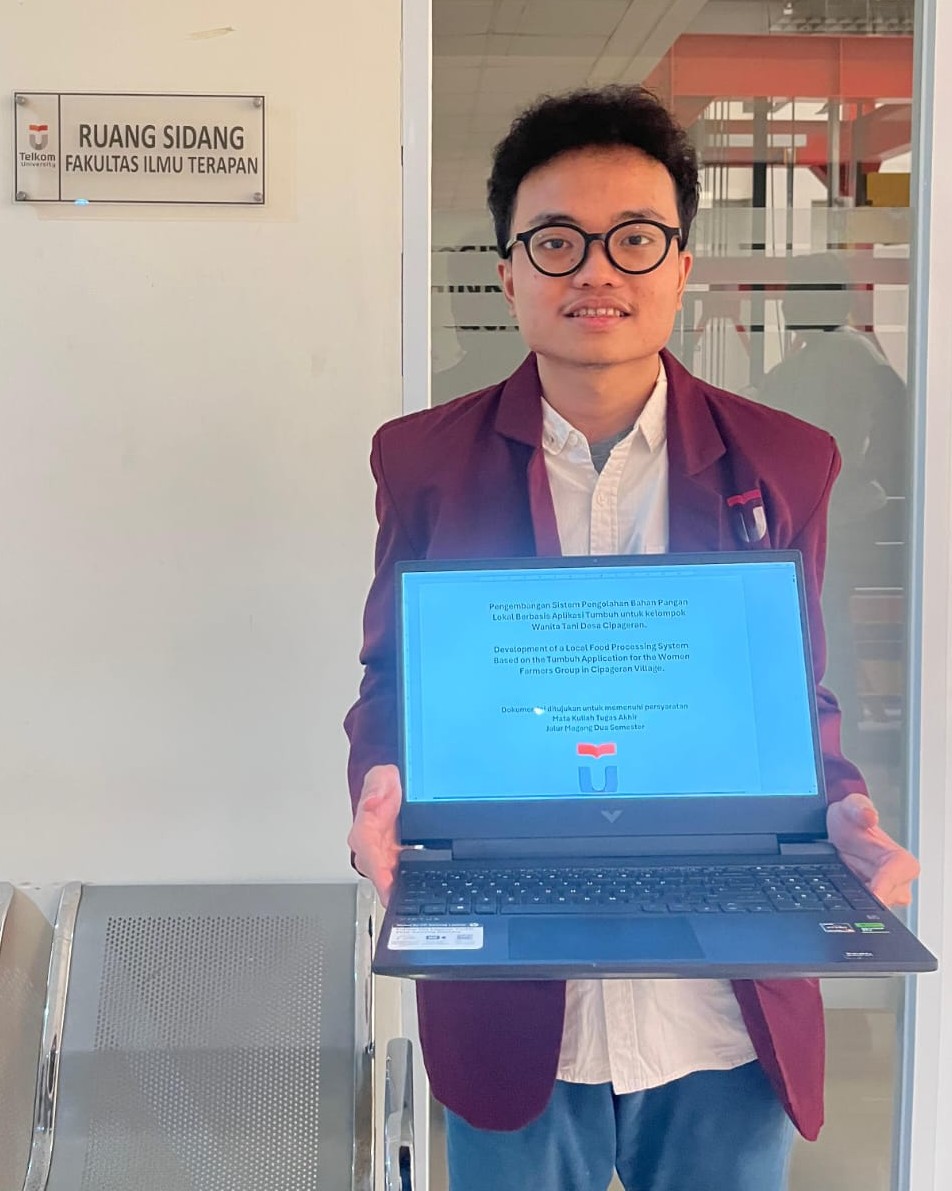 Telkom
University
RUANG SIDANG
FAKULTAS ILMU TERAPAN
Pengembangan Sistem Pengolahan Bahan Pangan
Lokal Berbasis Aplikasi Tumbuh untuk kelompok
Wanita Tani Desa Cipageran.
Development of a Local Food Processing System
Based on the Tumbuh Application for the Women
Farmers Group in Cipageran Village.
ditujukan untuk memenuhi persyaratan
Mata Kuliah Tugas Akhir
Jalur Magang Dua Semester